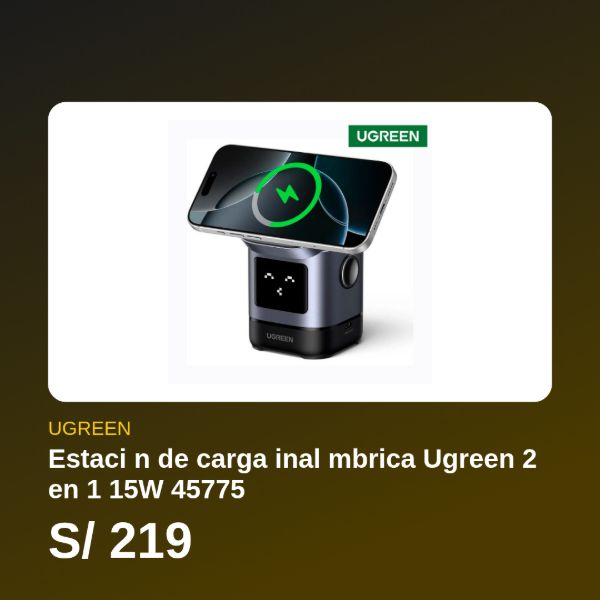 UGREEN
UGREEN
UGREEN
Estaci n de carga inal mbrica Ugreen 2
en 1 15W 45775
S/ 219